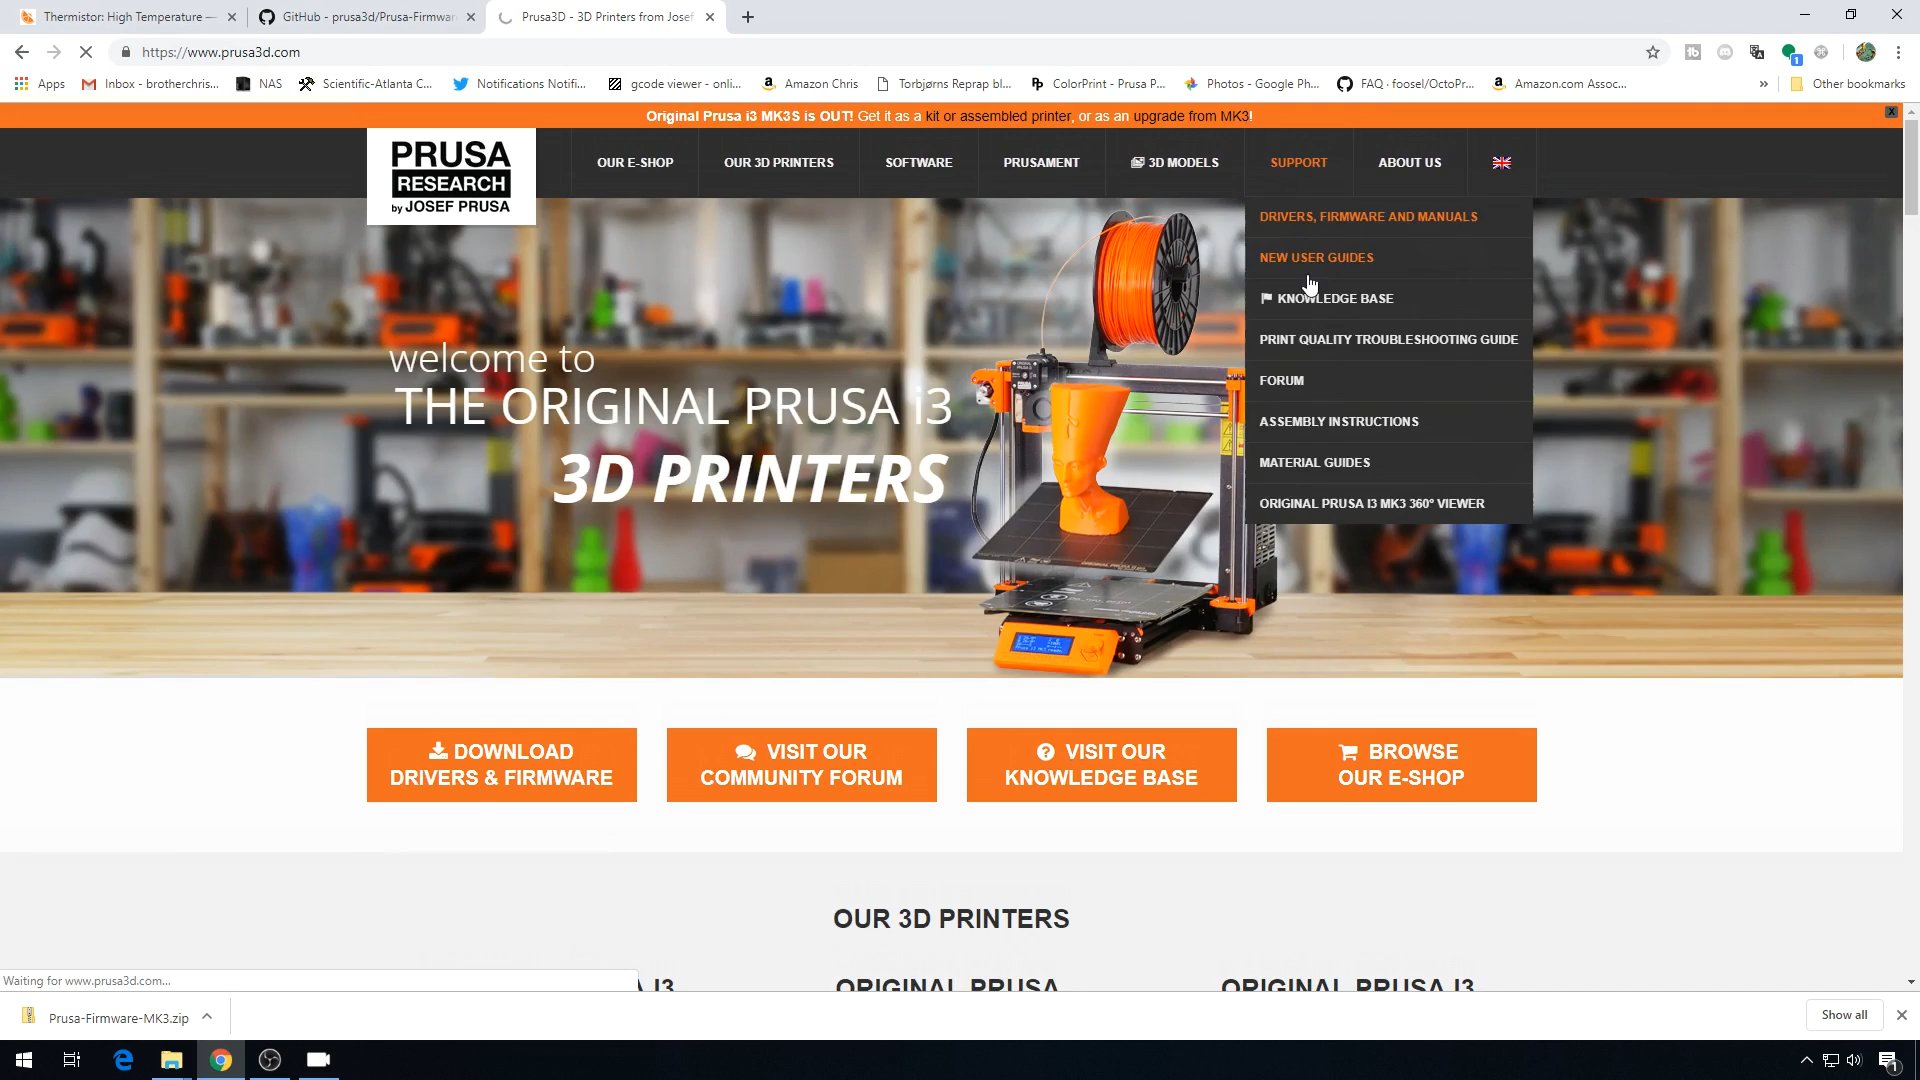 Thermistor: High Temperature —
GitHub - prusa3d/Prusa-Firmwar
Prusa3D - 3D Printers from Josef
https://www.prusa3d.com
Apps
Inbox - brotherchris...
NAS
Scientific-Atlanta C...
Notifications Notifi...
gcode viewer - onli...
Amazon Chris
Torbjørns Reprap bl...
ColorPrint - Prusa P...
Photos - Google Ph...
FAQ · foosel/OctoPr...
Amazon.com Assoc...
»
Other bookmarks
Original Prusa i3 MK3S is OUT! Get it as a kit or assembled printer, or as an upgrade from MK3!
x
PRUSA
RESEARCH
by JOSEF PRUSA
OUR E-SHOP
OUR 3D PRINTERS
SOFTWARE
PRUSAMENT
3D MODELS
SUPPORT
ABOUT US
DRIVERS, FIRMWARE AND MANUALS
NEW USER GUIDES
KNOWLEDGE BASE
PRINT QUALITY TROUBLESHOOTING GUIDE
FORUM
ASSEMBLY INSTRUCTIONS
MATERIAL GUIDES
ORIGINAL PRUSA I3 MK3 360° VIEWER
welcome to
THE ORIGINAL PRUSA i3
3D PRINTERS
DOWNLOAD
DRIVERS & FIRMWARE
VISIT OUR
COMMUNITY FORUM
VISIT OUR
KNOWLEDGE BASE
BROWSE
OUR E-SHOP
OUR 3D PRINTERS
I3
ORIGINAL PRUSA
ORIGINAL PRUSA I3
Waiting for www.prusa3d.com...
Prusa-Firmware-MK3.zip
Show all